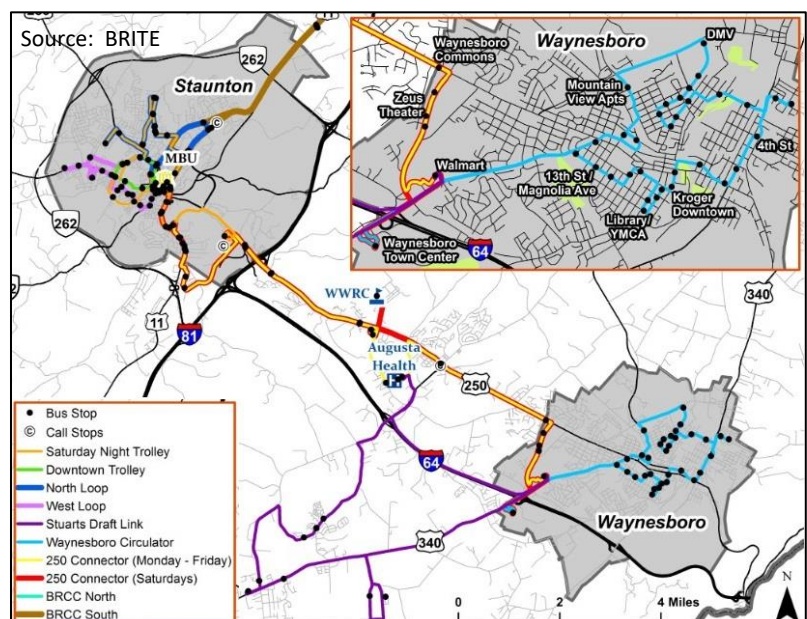 Source: BRITE
262
Staunton
MBU
262
11
81
WWRC
Augusta
Health
250
64
340
340
Waynesboro
Waynesboro
Waynesboro
Commons
Zeus
Theater
Walmart
Waynesboro
Town Center
64
DMV
Mountain
View Apts
4th St
13th St /
Magnolia Ave
Kroger
Downtown
Library/
YMCA
Bus Stop
© Call Stops
Saturday Night Trolley
Downtown Trolley
North Loop
West Loop
Stuarts Draft Link
Waynesboro Circulator
250 Connector (Monday - Friday)
250 Connector (Saturdays)
BRCC North
BRCC South
0 2 4 Miles
N